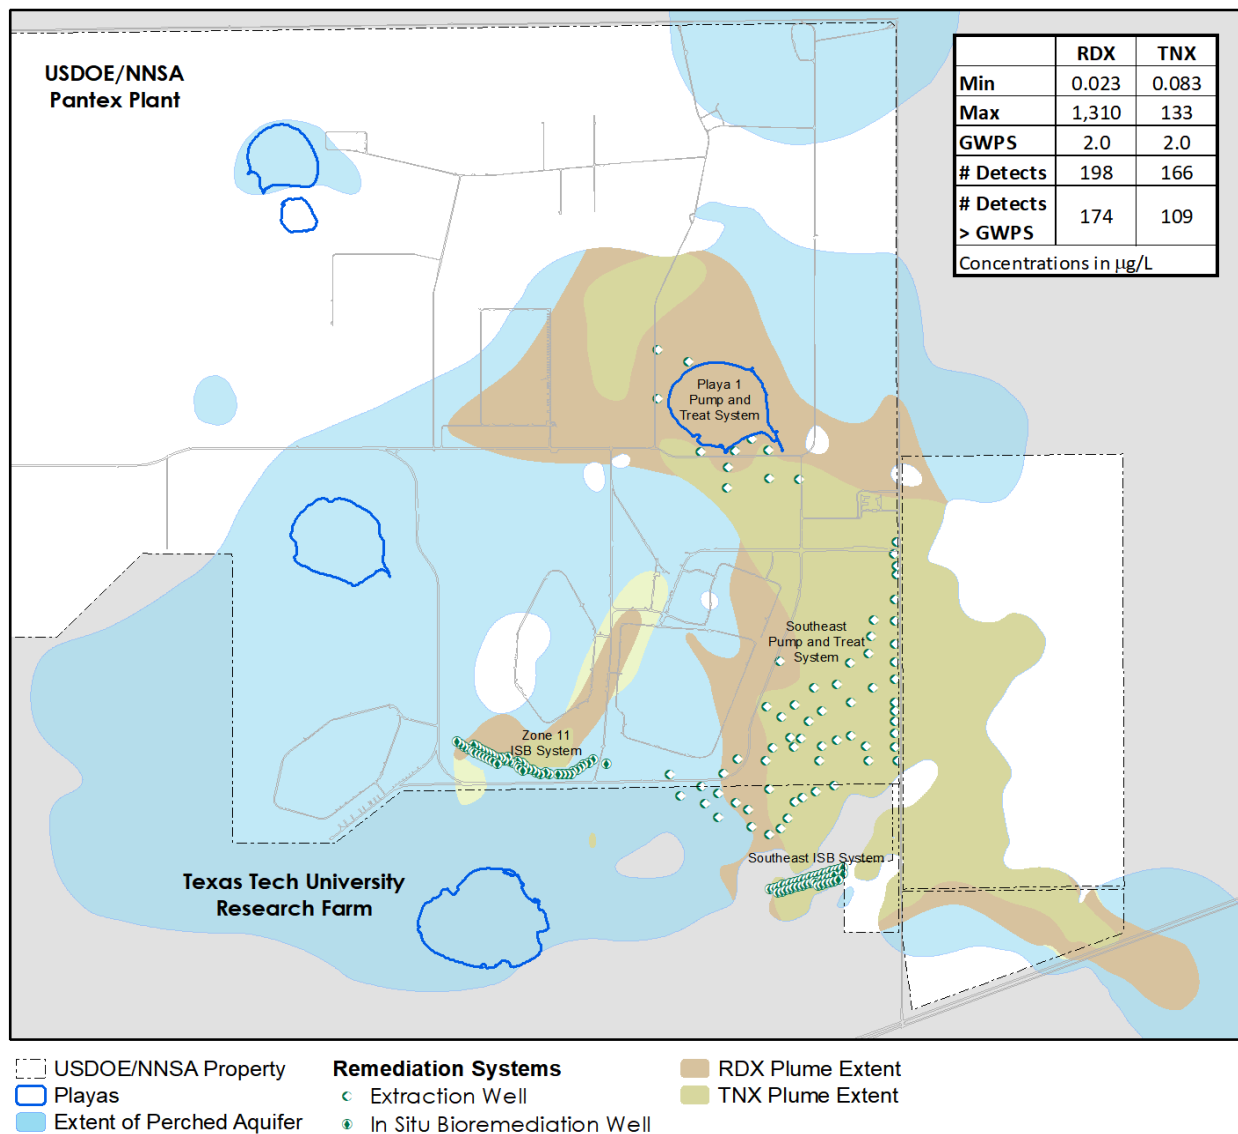 USDOE/NNSA
Pantex Plant
RDX TNX
Min 0.023 0.083
Max 1,310 133
GWPS 2.0 2.0
# Detects 198 166
# Detects
> GWPS 174 109
Concentrations in µg/L
Playa 1
Pump and
Treat System
Southeast
Pump and Treat
System
Zone 11
ISB System
Southeast ISB System
Texas Tech University
Research Farm
USDOE/NNSA Property
Playas
Extent of Perched Aquifer
Remediation Systems
Extraction Well
In Situ Bioremediation Well
RDX Plume Extent
TNX Plume Extent